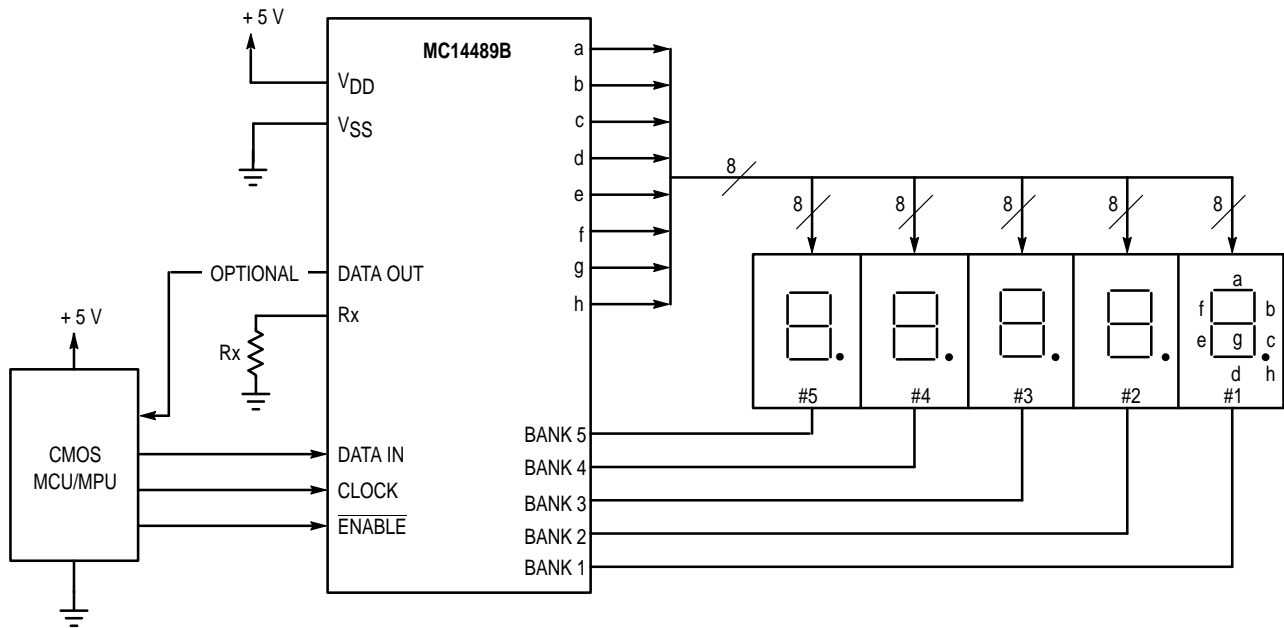 + 5 V
MC14489B
VDD
VSS
a
b
c
d
e
f
g
h
8
8
8
8
8
8
OPTIONAL
DATA OUT
Rx
Rx
+ 5 V
CMOS
MCU/MPU
DATA IN
CLOCK
ENABLE
a
f
b
e
g
c
d
h
#5
#4
#3
#2
#1
BANK 5
BANK 4
BANK 3
BANK 2
BANK 1